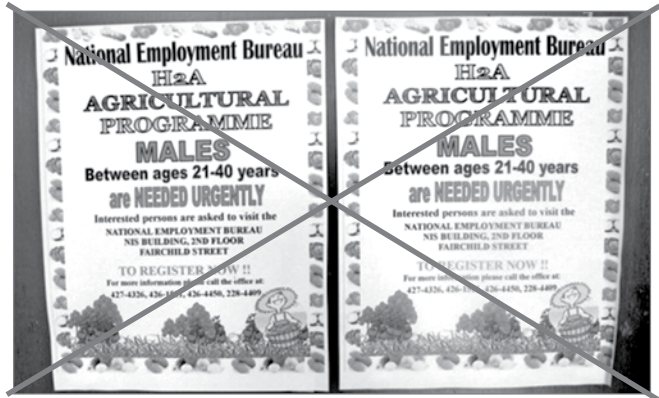 National Employment Bureau
H2A
AGRICULTURAL
PROGRAMME
MALES
Between ages 21-40 years
are NEEDED URGENTLY
Interested persons are asked to visit the
NATIONAL EMPLOYMENT BUREAU
NIS BUILDING, 2ND FLOOR
FAIRCHILD STREET
TO REGISTER NOW !!
For more information please call the office at:
427-4326, 426-4450, 228-4409
National Employment Bureau
H2A
AGRICULTURAL
PROGRAMME
MALES
Between ages 21-40 years
are NEEDED URGENTLY
Interested persons are asked to visit the
NATIONAL EMPLOYMENT BUREAU
NIS BUILDING, 2ND FLOOR
FAIRCHILD STREET
TO REGISTER NOW !!
For more information please call the office at:
427-4326, 426-4450, 228-4409